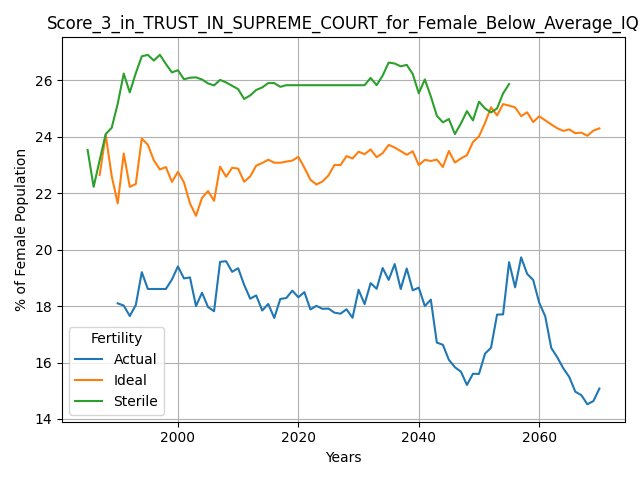 Score_3_in_TRUST_IN_SUPREME_COURT_for_Female_Below_Average_IQ
% of Female Population
26
24
22
20
18
16
14
Fertility
Actual
Ideal
Sterile
2000
2020
2040
2060
Years